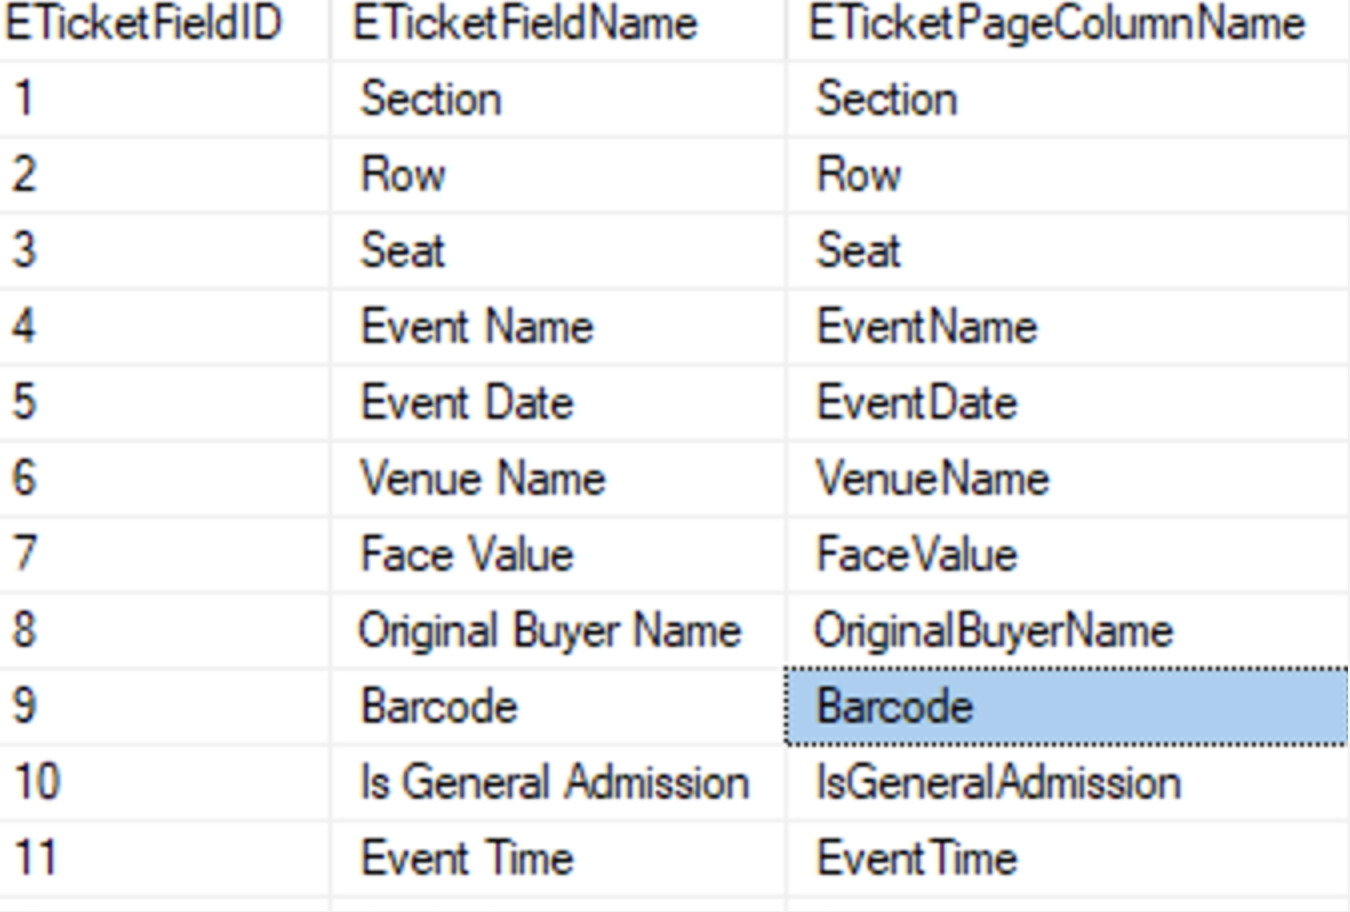 ETicketFieldID ETicketFieldName ETicketPageColumnName
1 Section Section
2 Row Row
3 Seat Seat
4 Event Name EventName
5 Event Date EventDate
6 Venue Name VenueName
7 Face Value FaceValue
8 Original Buyer Name OriginalBuyerName
9 Barcode Barcode
10 Is General Admission IsGeneralAdmission
11 Event Time EventTime